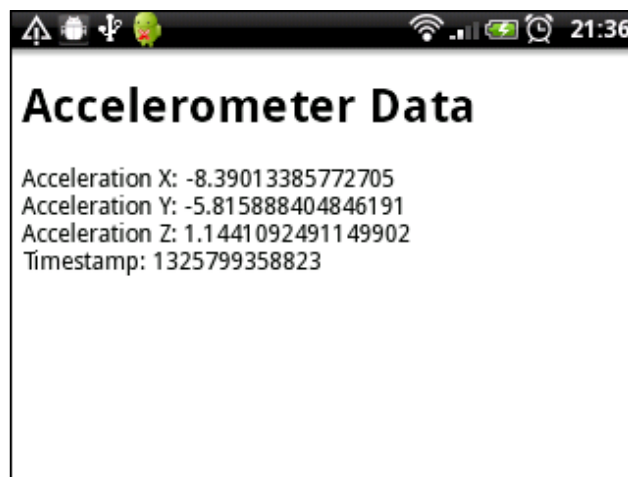 21:36
Accelerometer Data
Acceleration X: -8.39013385772705
Acceleration Y: -5.815888404846191
Acceleration Z: 1.1441092491149902
Timestamp: 1325799358823